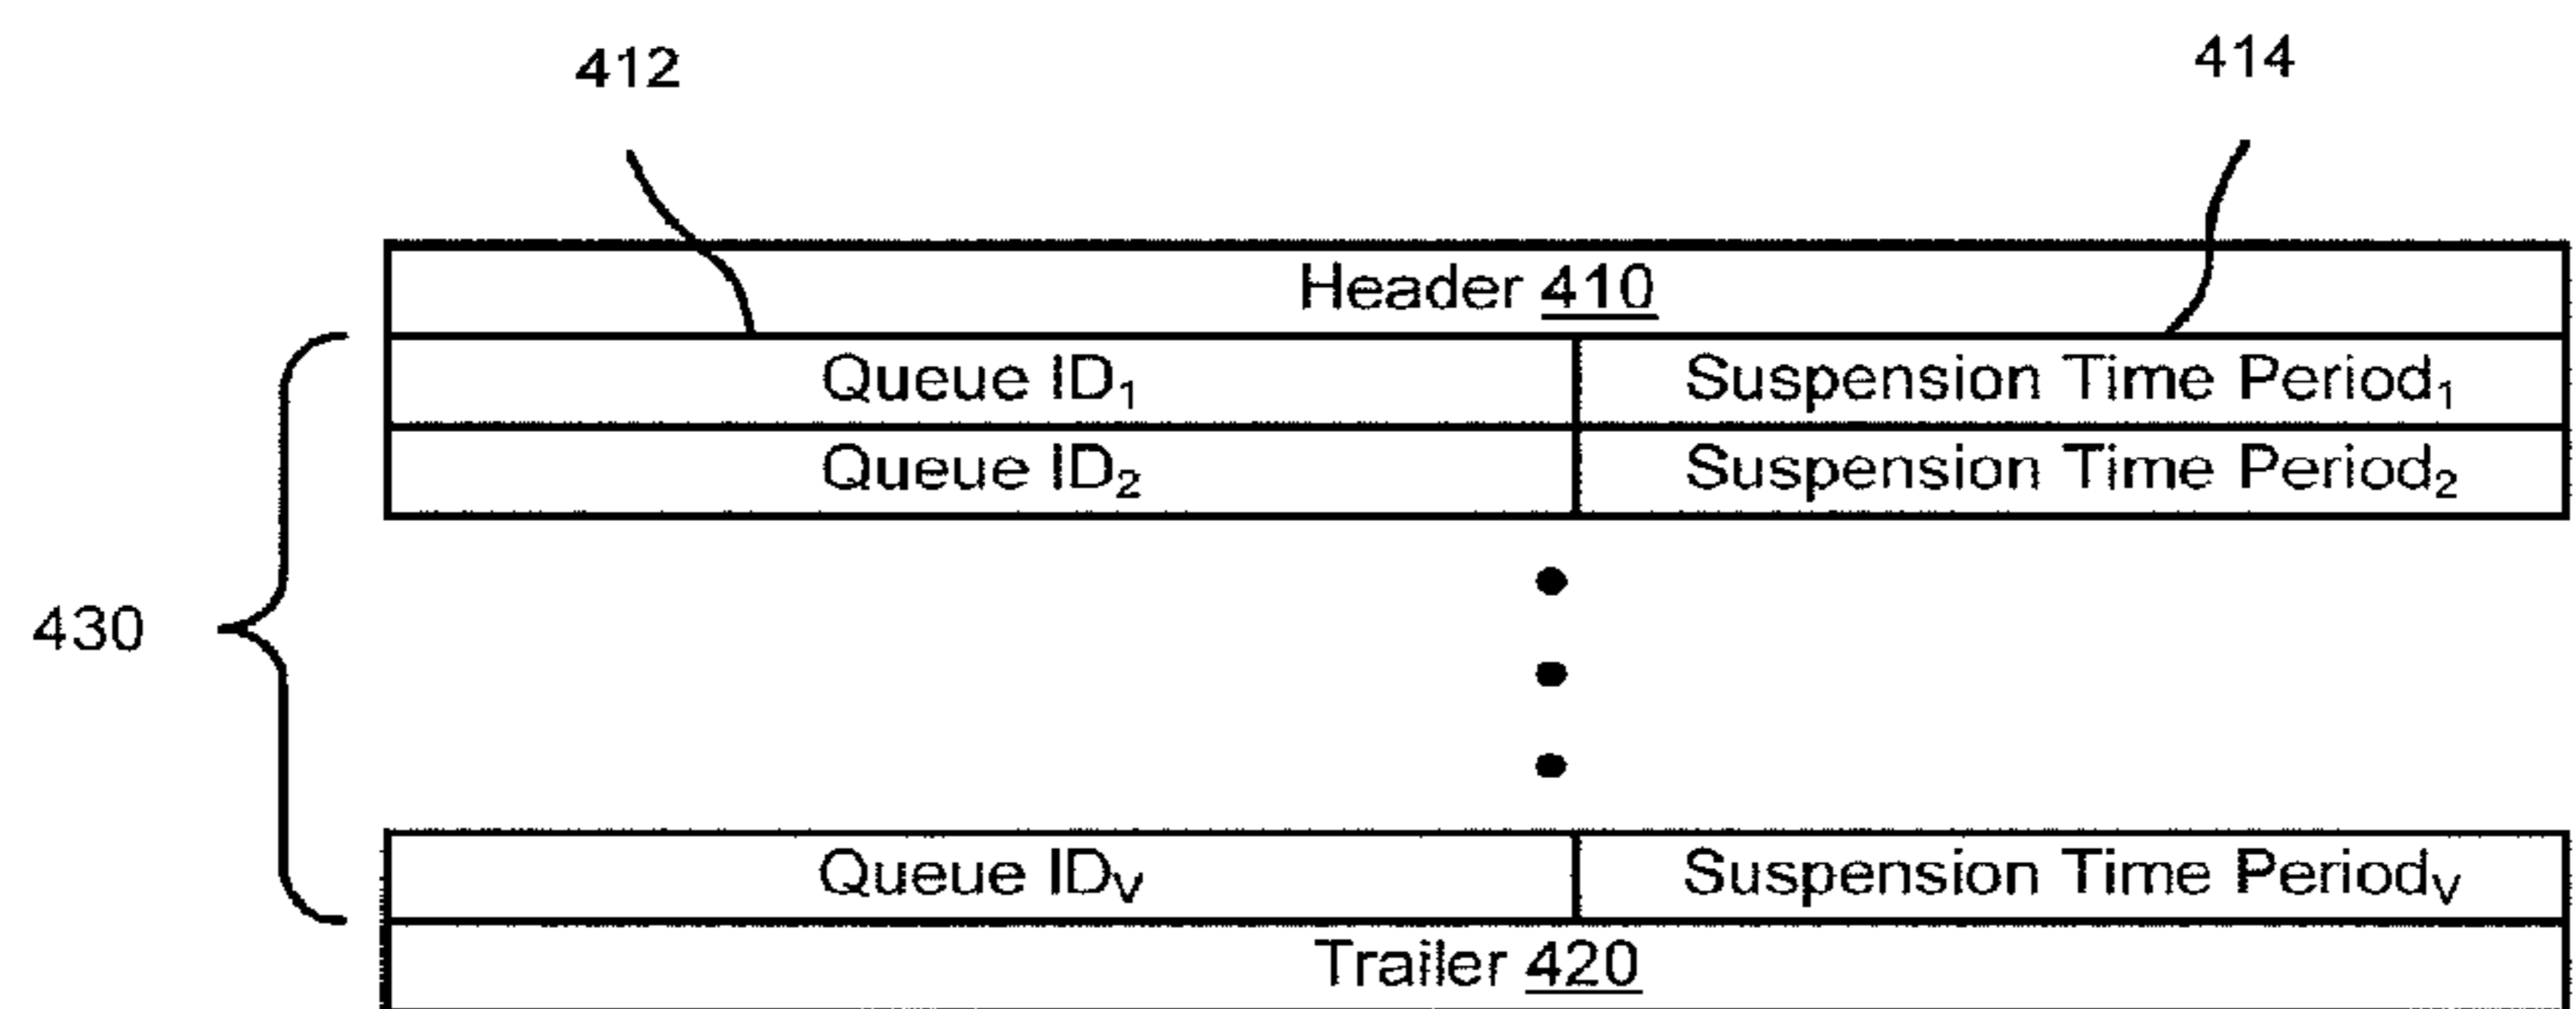 412 414
Header 410
Queue ID₁ Suspension Time Period₁
Queue ID₂ Suspension Time Period₂
430
Queue IDᵥ Suspension Time Periodᵥ
Trailer 420